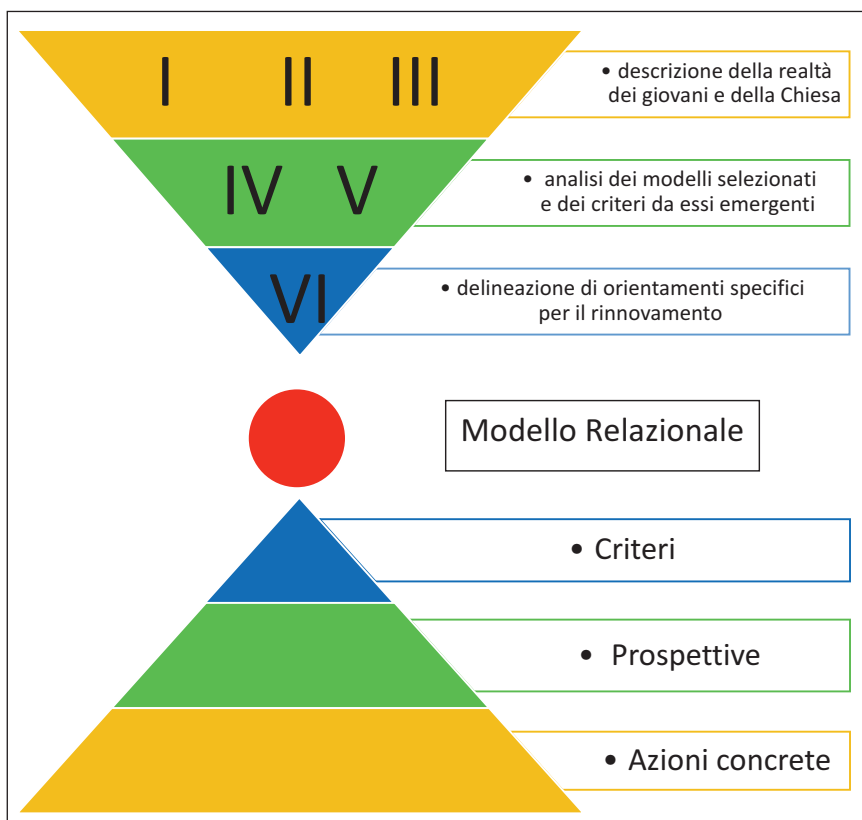 I II III
• descrizione della realtà
dei giovani e della Chiesa
IV V
• analisi dei modelli selezionati
e dei criteri da essi emergenti
VI
• delineazione di orientamenti specifici
per il rinnovamento
Modello Relazionale
• Criteri
• Prospettive
• Azioni concrete